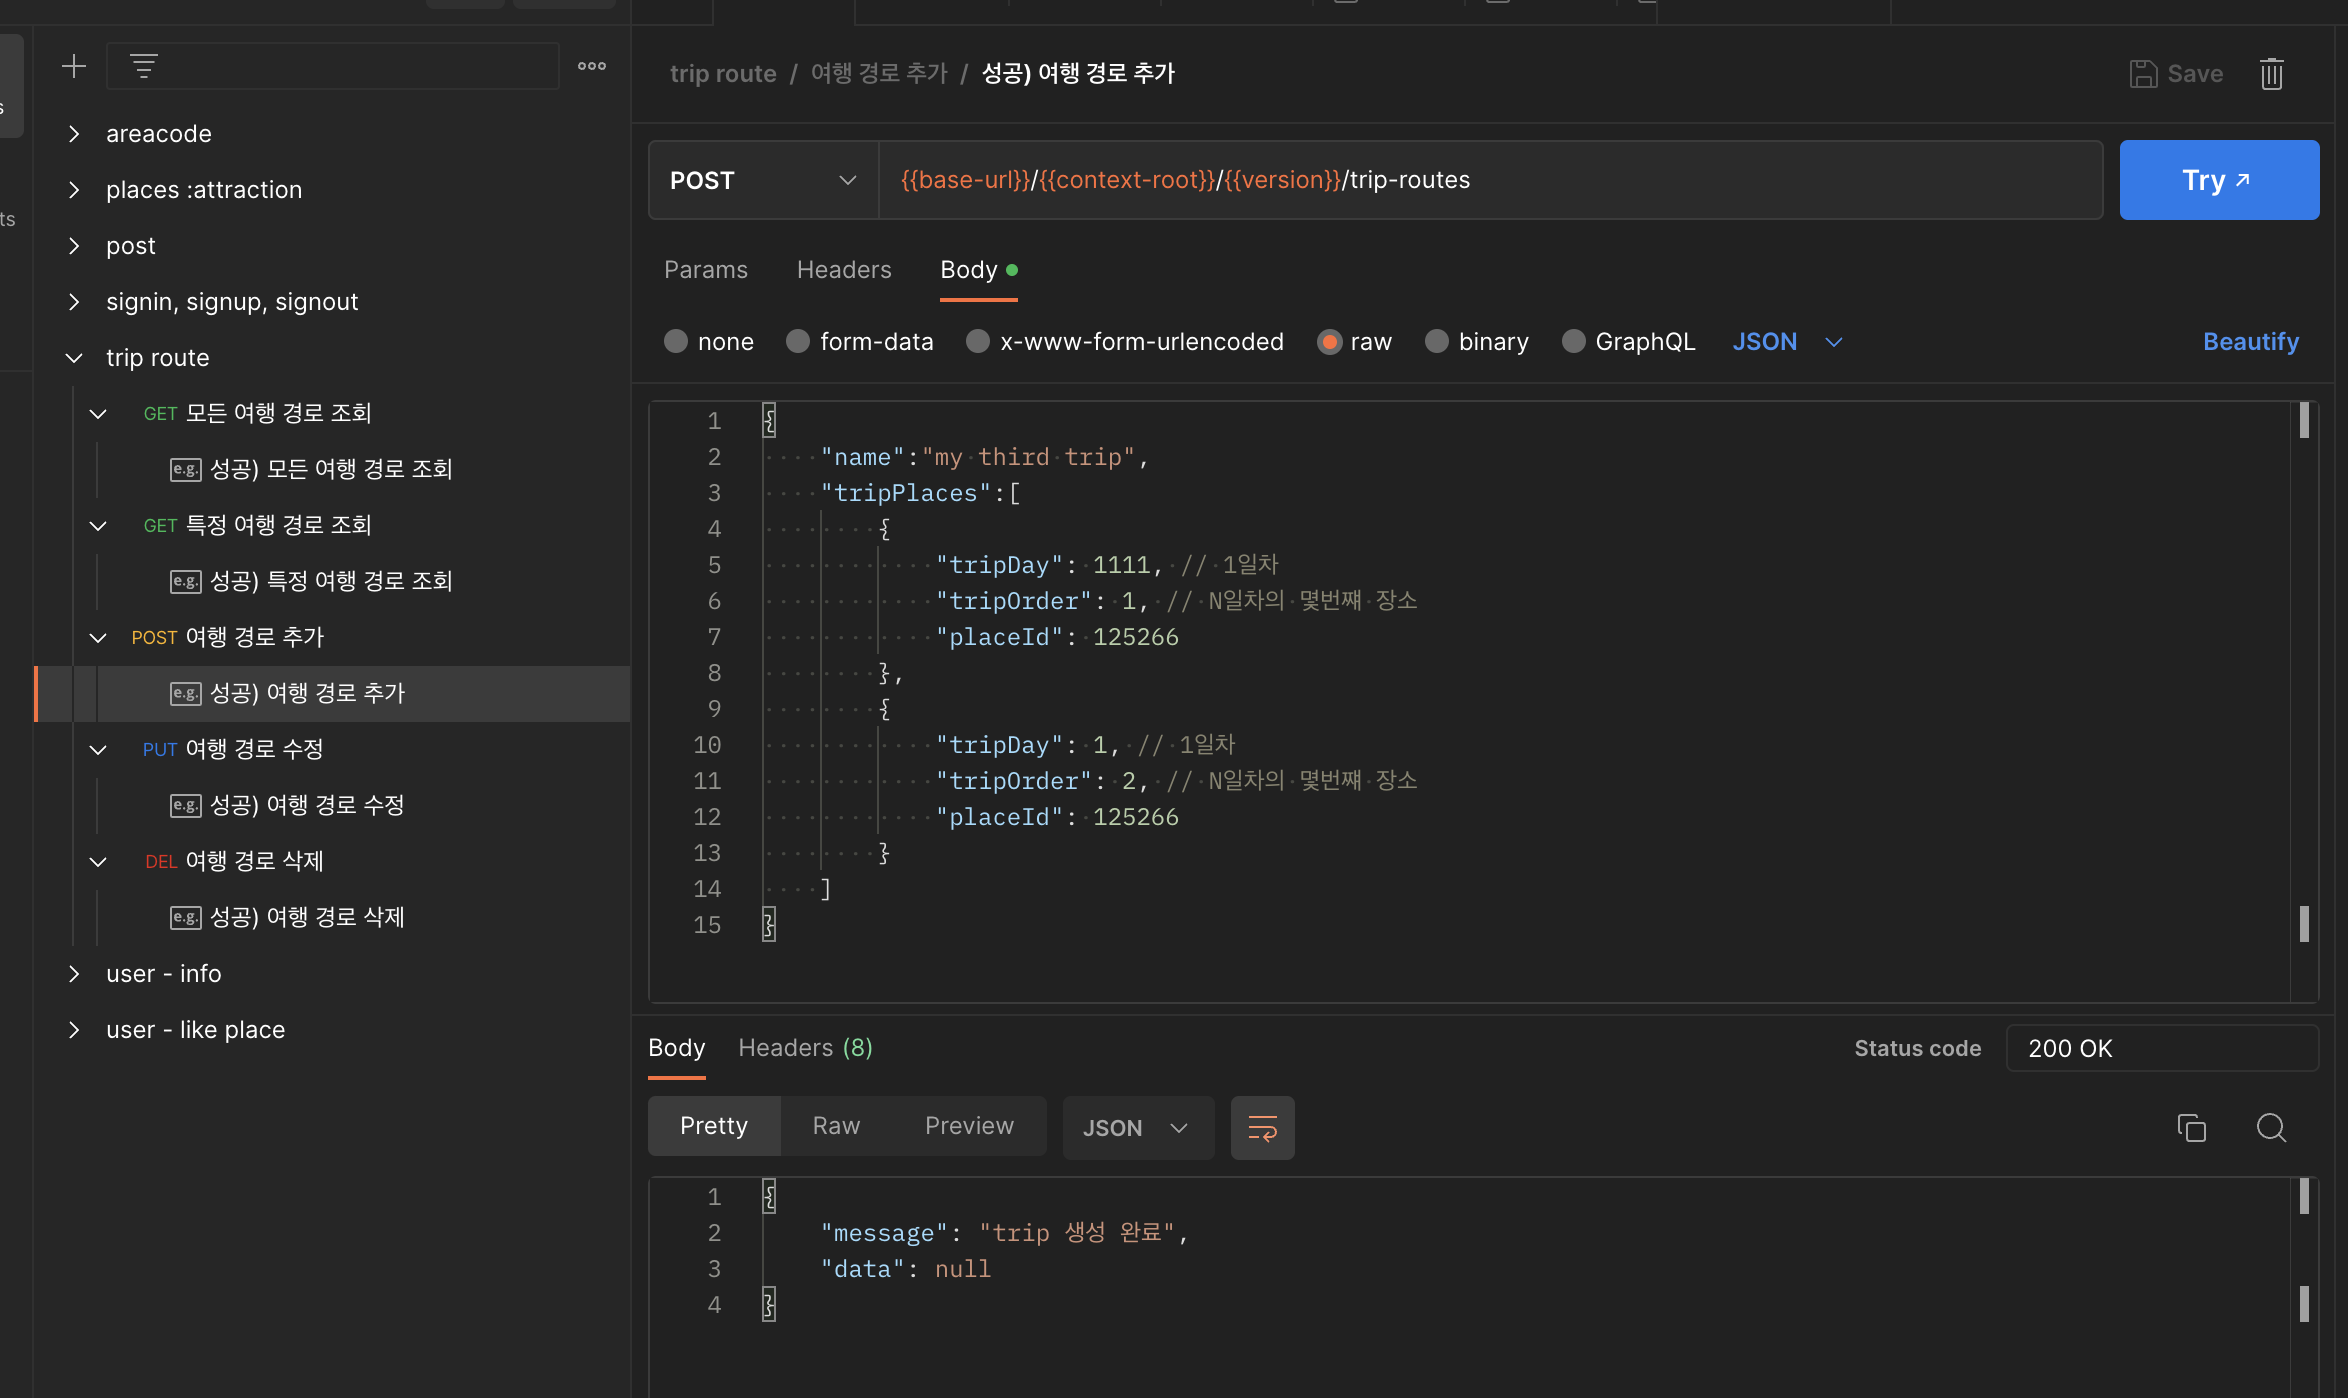 s
ts
areacode
places :attraction
post
signin, signup, signout
trip route
GET 모든 여행 경로 조회
e.g. 성공) 모든 여행 경로 조회
GET 특정 여행 경로 조회
e.g. 성공) 특정 여행 경로 조회
POST 여행 경로 추가
e.g. 성공) 여행 경로 추가
PUT 여행 경로 수정
e.g. 성공) 여행 경로 수정
DEL 여행 경로 삭제
e.g. 성공) 여행 경로 삭제
user - info
user - like place
trip route / 여행 경로 추가 / 성공) 여행 경로 추가
Save
POST
{{base-url}}/{{context-root}}/{{version}}/trip-routes
Try
Params Headers Body
none form-data x-www-form-urlencoded raw binary GraphQL JSON Beautify
1 {
2 "name":"my third trip",
3 "tripPlaces":[
4 {
5 "tripDay": 1111, // 1일차
6 "tripOrder": 1, // N일차의 몇번쨰 장소
7 "placeId": 125266
8 },
9 {
10 "tripDay": 1, // 1일차
11 "tripOrder": 2, // N일차의 몇번쨰 장소
12 "placeId": 125266
13 }
14 ]
15 }
Body Headers (8) Status code 200 OK
Pretty Raw Preview JSON
1 {
2 "message": "trip 생성 완료",
3 "data": null
4 }